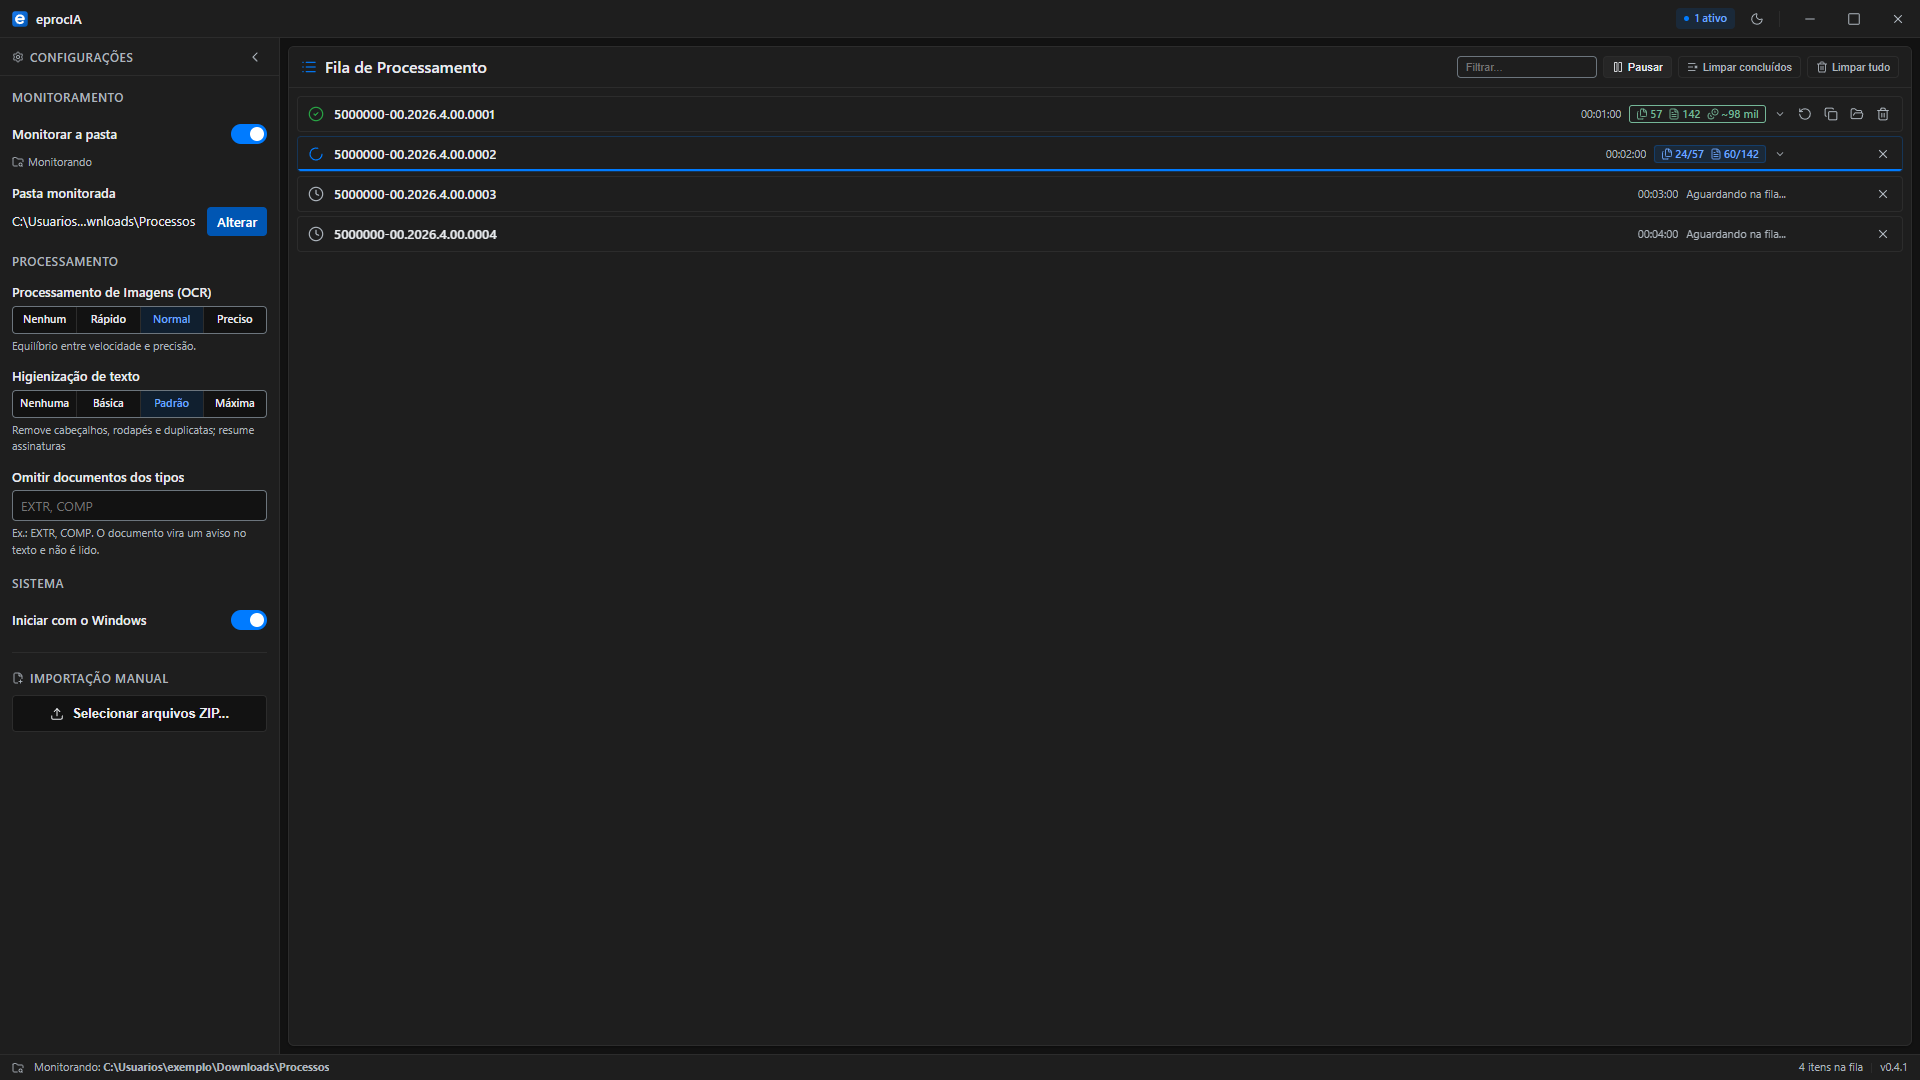 eprocIA
1 ativo
CONFIGURAÇÕES
MONITORAMENTO
Monitorar a pasta
Monitorando
Pasta monitorada
C:\Usuarios...wnloads\Processos
Alterar
PROCESSAMENTO
Processamento de Imagens (OCR)
Nenhum Rápido Normal Preciso
Equilíbrio entre velocidade e precisão.
Higienização de texto
Nenhuma Básica Padrão Máxima
Remove cabeçalhos, rodapés e duplicatas; resume
assinaturas
Omitir documentos dos tipos
EXTR, COMP
Ex.: EXTR, COMP. O documento vira um aviso no
texto e não é lido.
SISTEMA
Iniciar com o Windows
IMPORTAÇÃO MANUAL
Selecionar arquivos ZIP...
Fila de Processamento
Filtrar... Pausar Limpar concluídos Limpar tudo
5000000-00.2026.4.00.0001 00:01:00 57 142 ~98 mil
5000000-00.2026.4.00.0002 00:02:00 24/57 60/142
5000000-00.2026.4.00.0003 00:03:00 Aguardando na fila...
5000000-00.2026.4.00.0004 00:04:00 Aguardando na fila...
Monitorando: C:\Usuarios\exemplo\Downloads\Processos
4 itens na fila v0.4.1